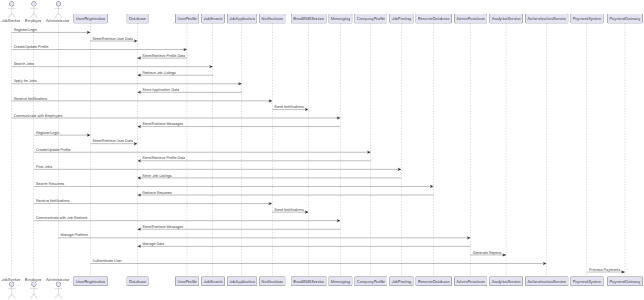 JobSeeker Employer Administrator UserRegistration Database UserProfile JobSearch JobApplication Notifications EmailSMSService Messaging CompanyProfile JobPosting ResumeDatabase AdminFunctions AnalyticsService AuthenticationService PaymentSystem PaymentGateway
Register/Login
Store/Retrieve User Data
Create/Update Profile
Store/Retrieve Profile Data
Search Jobs
Retrieve Job Listings
Apply for Jobs
Store Application Data
Receive Notifications
Send Notifications
Communicate with Employers
Store/Retrieve Messages
Register/Login
Store/Retrieve User Data
Create/Update Profile
Store/Retrieve Profile Data
Post Jobs
Store Job Listings
Search Resumes
Retrieve Resumes
Receive Notifications
Send Notifications
Communicate with Job Seekers
Store/Retrieve Messages
Manage Platform
Manage Data
Generate Reports
Authenticate User
Process Payments
JobSeeker Employer Administrator UserRegistration Database UserProfile JobSearch JobApplication Notifications EmailSMSService Messaging CompanyProfile JobPosting ResumeDatabase AdminFunctions AnalyticsService AuthenticationService PaymentSystem PaymentGateway